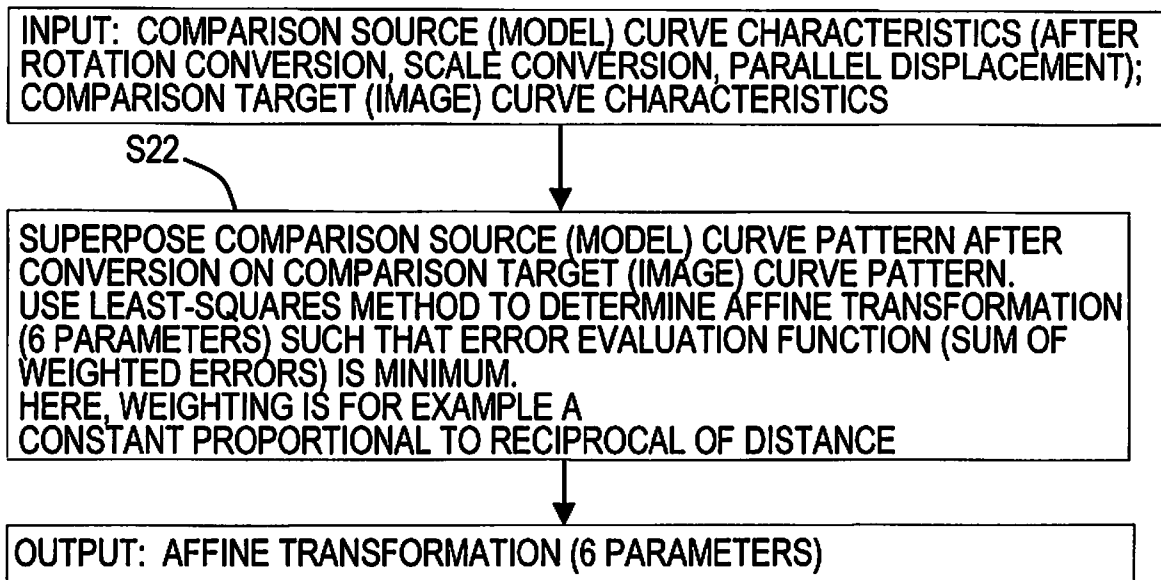 INPUT: COMPARISON SOURCE (MODEL) CURVE CHARACTERISTICS (AFTER
ROTATION CONVERSION, SCALE CONVERSION, PARALLEL DISPLACEMENT);
COMPARISON TARGET (IMAGE) CURVE CHARACTERISTICS
S22
SUPERPOSE COMPARISON SOURCE (MODEL) CURVE PATTERN AFTER
CONVERSION ON COMPARISON TARGET (IMAGE) CURVE PATTERN.
USE LEAST-SQUARES METHOD TO DETERMINE AFFINE TRANSFORMATION
(6 PARAMETERS) SUCH THAT ERROR EVALUATION FUNCTION (SUM OF
WEIGHTED ERRORS) IS MINIMUM.
HERE, WEIGHTING IS FOR EXAMPLE A
CONSTANT PROPORTIONAL TO RECIPROCAL OF DISTANCE
OUTPUT: AFFINE TRANSFORMATION (6 PARAMETERS)